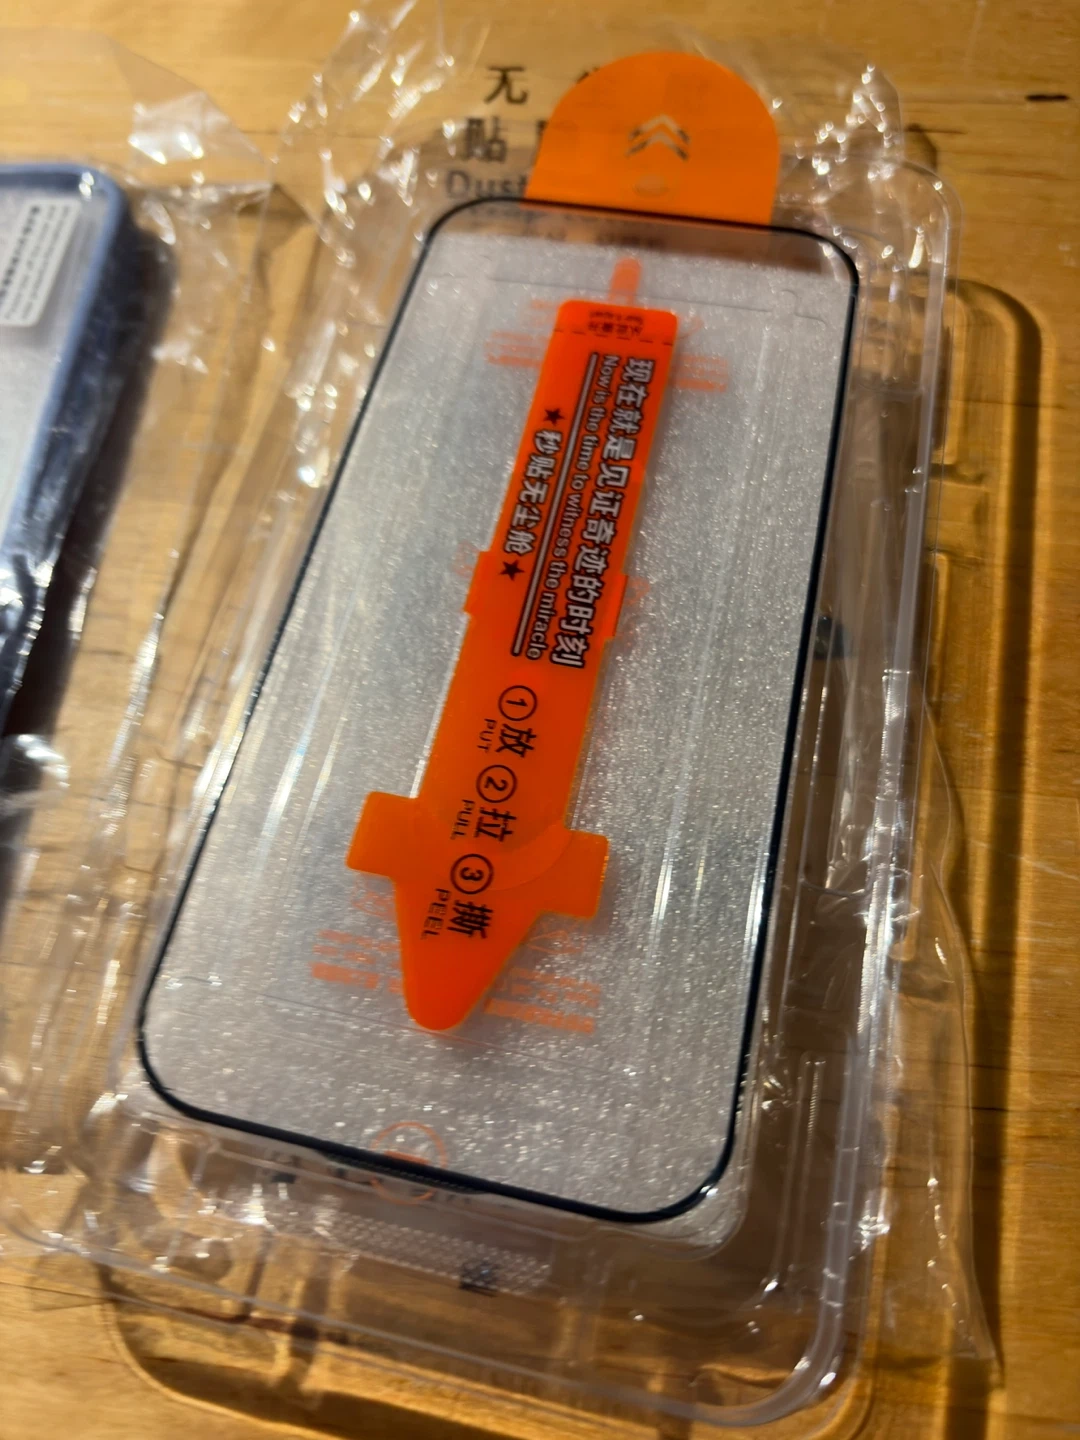 无
贴
Dust
现在就是见证奇迹的时刻
Now is the time to witness the miracle
★ 秒贴无尘舱 ★
①放
PUT
②拉
PULL
③撕
PEEL